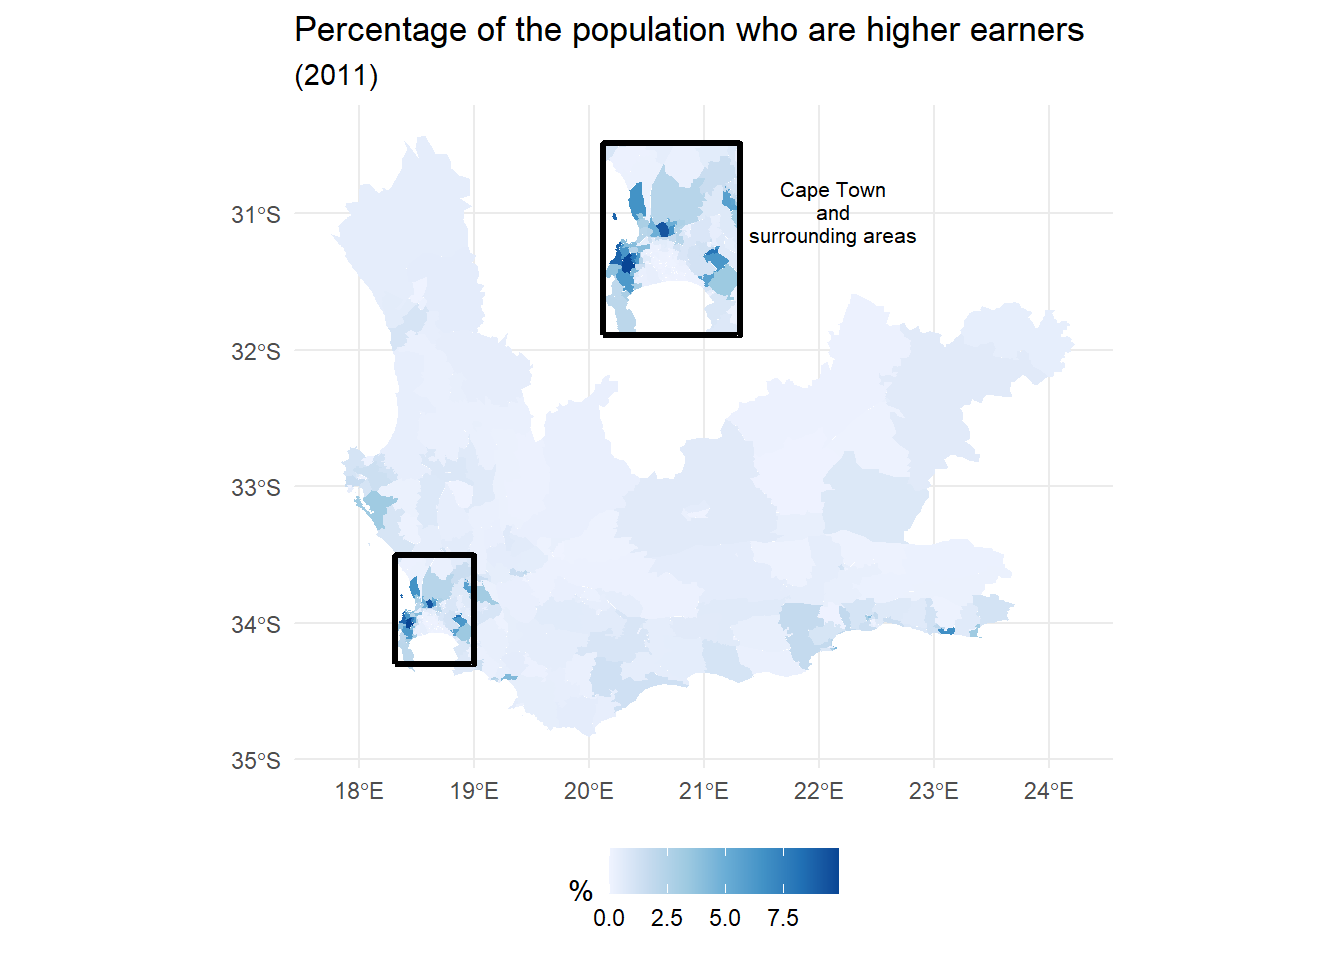 Percentage of the population who are higher earners
(2011)
Cape Town
and
surrounding areas
31°S
32°S
33°S
34°S
35°S
18°E 19°E 20°E 21°E 22°E 23°E 24°E
%
0.0 2.5 5.0 7.5